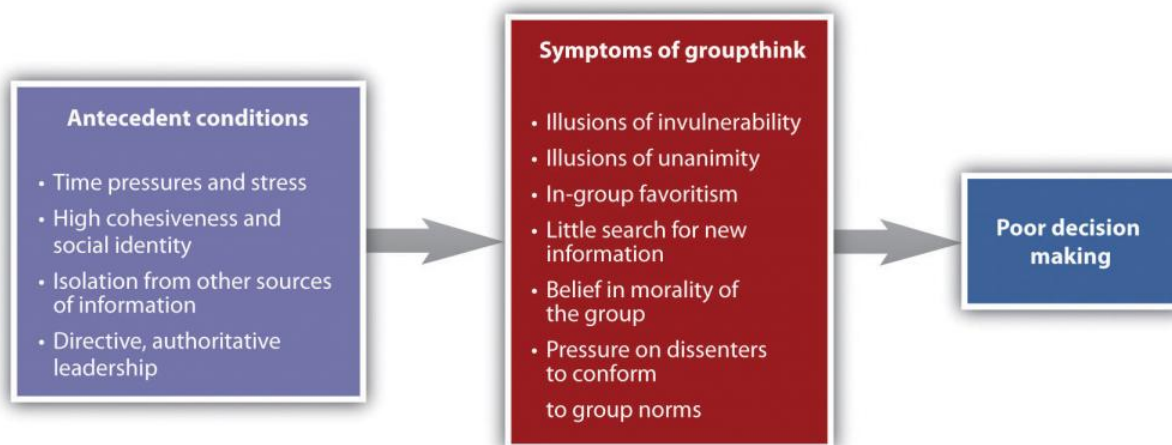 Antecedent conditions
• Time pressures and stress
• High cohesiveness and
social identity
• Isolation from other sources
of information
• Directive, authoritative
leadership
Symptoms of groupthink
• Illusions of invulnerability
• Illusions of unanimity
• In-group favoritism
• Little search for new
information
• Belief in morality of
the group
• Pressure on dissenters
to conform
to group norms
Poor decision
making